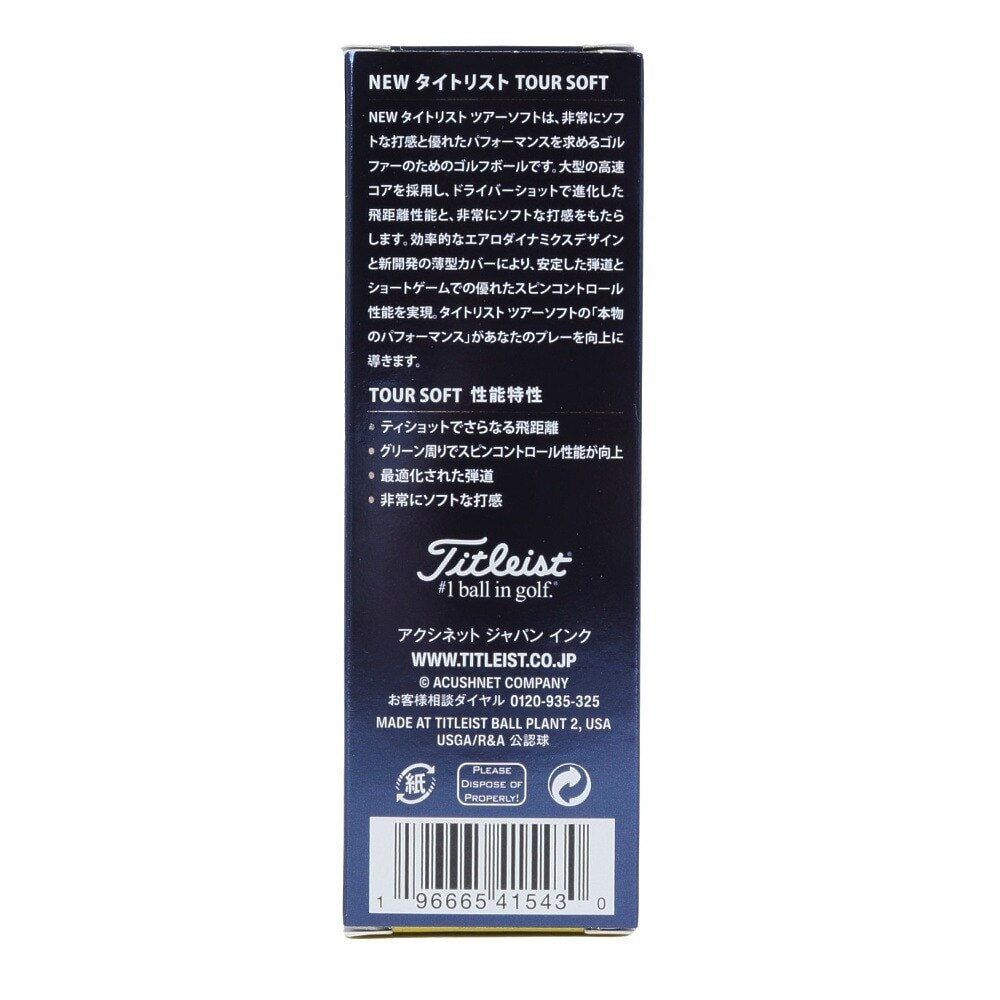 NEW タイトリスト TOUR SOFT
NEW タイトリスト ツアーソフトは、非常にソフ
トな打感と優れたパフォーマンスを求めるゴル
ファーのためのゴルフボールです。大型の高速
コアを採用し、ドライバーショットで進化した
飛距離性能と、非常にソフトな打感をもたら
します。効率的なエアロダイナミクスデザイン
と新開発の薄型カバーにより、安定した弾道と
ショートゲームでの優れたスピンコントロール
性能を実現。タイトリスト ツアーソフトの「本物
のパフォーマンス」があなたのプレーを向上に
導きます。
TOUR SOFT 性能特性
• ティショットでさらなる飛距離
• グリーン周りでスピンコントロール性能が向上
• 最適化された弾道
• 非常にソフトな打感
Titleist®
#1 ball in golf.®
アクシネット ジャパン インク
WWW.TITLEIST.CO.JP
© ACUSHNET COMPANY
お客様相談ダイヤル 0120-935-325
MADE AT TITLEIST BALL PLANT 2, USA
USGA/R&A 公認球
紙
PLEASE
DISPOSE OF
PROPERLY!
1 96665 41543 0